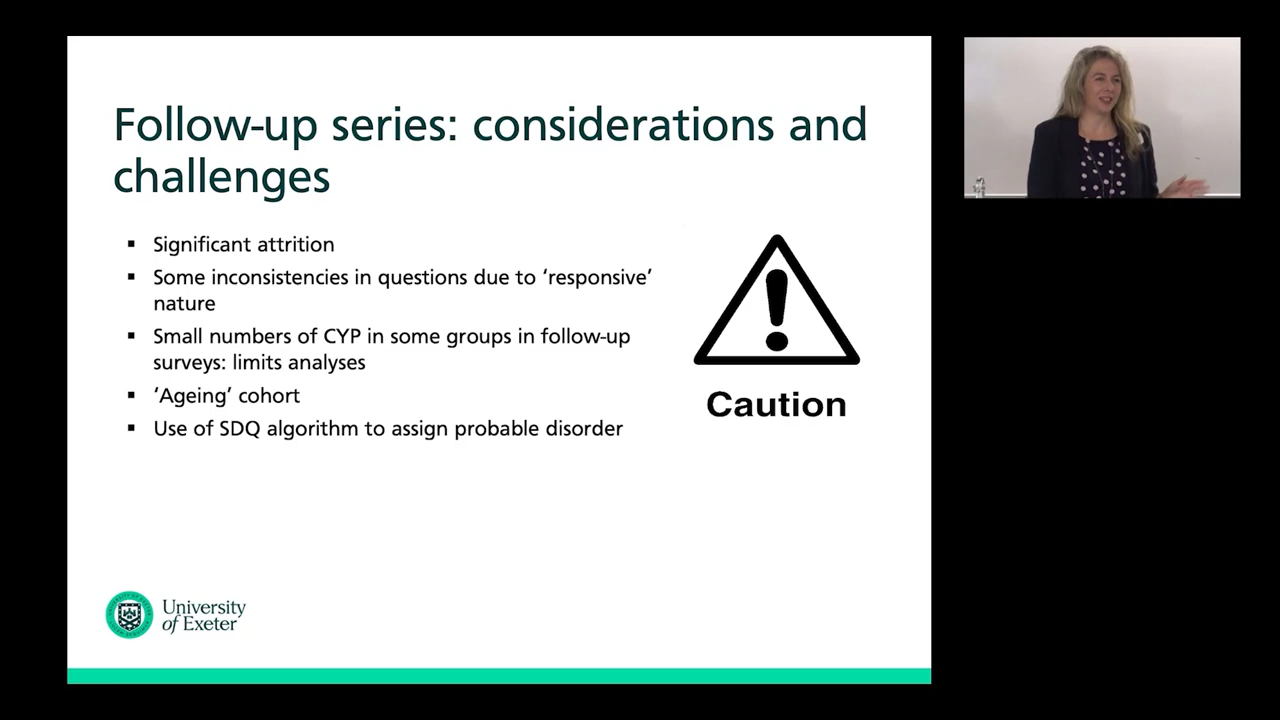 Follow-up series: considerations and
challenges
▪ Significant attrition
▪ Some inconsistencies in questions due to ‘responsive’
nature
▪ Small numbers of CYP in some groups in follow-up
surveys: limits analyses
▪ ‘Ageing’ cohort
▪ Use of SDQ algorithm to assign probable disorder
Caution
University
of Exeter